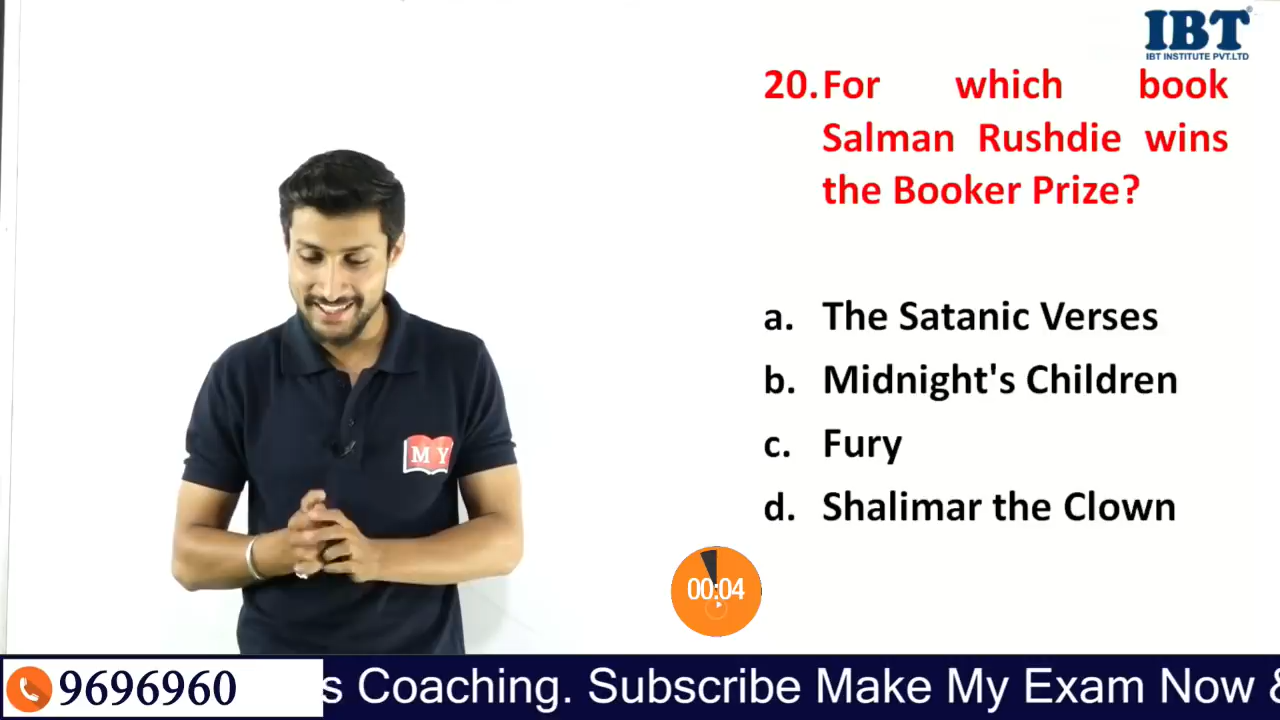 IBT
IBT INSTITUTE PVT.LTD
20. For which book
Salman Rushdie wins
the Booker Prize?
a. The Satanic Verses
b. Midnight's Children
c. Fury
d. Shalimar the Clown
M Y
00:04
9696960 s Coaching. Subscribe Make My Exam Now &